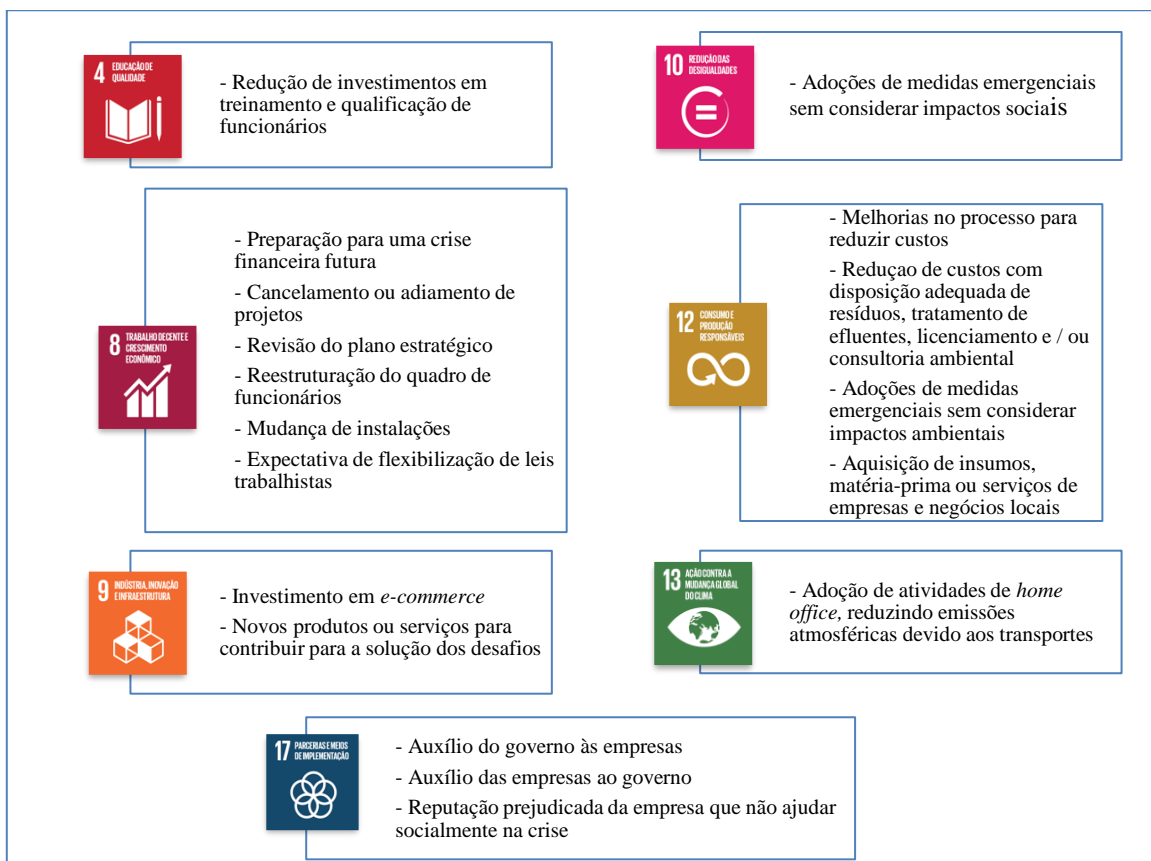 4 EDUCAÇÃO DE
QUALIDADE
- Redução de investimentos em
treinamento e qualificação de
funcionários
10 REDUÇÃO DAS
DESIGUALDADES
- Adoções de medidas emergenciais
sem considerar impactos sociais
8 TRABALHO DECENTE E
CRESCIMENTO
ECONÔMICO
- Preparação para uma crise
financeira futura
- Cancelamento ou adiamento de
projetos
- Revisão do plano estratégico
- Reestruturação do quadro de
funcionários
- Mudança de instalações
- Expectativa de flexibilização de leis
trabalhistas
12 CONSUMO E
PRODUÇÃO
RESPONSÁVEIS
- Melhorias no processo para
reduzir custos
- Reduçao de custos com
disposição adequada de
resíduos, tratamento de
efluentes, licenciamento e / ou
consultoria ambiental
- Adoções de medidas
emergenciais sem considerar
impactos ambientais
- Aquisição de insumos,
matéria-prima ou serviços de
empresas e negócios locais
9 INDÚSTRIA, INOVAÇÃO
E INFRAESTRUTURA
- Investimento em e-commerce
- Novos produtos ou serviços para
contribuir para a solução dos desafios
13 AÇÃO CONTRA A
MUDANÇA GLOBAL
DO CLIMA
- Adoção de atividades de home
office, reduzindo emissões
atmosféricas devido aos transportes
17 PARCERIAS E MEIOS
DE IMPLEMENTAÇÃO
- Auxílio do governo às empresas
- Auxílio das empresas ao governo
- Reputação prejudicada da empresa que não ajudar
socialmente na crise